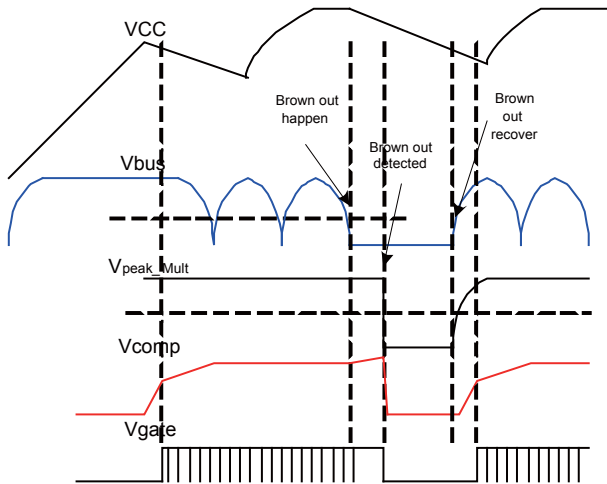 VCC
Brown out
happen
Brown out
detected
Brown
out
recover
Vbus
Vpeak_Mult
Vcomp
Vgate